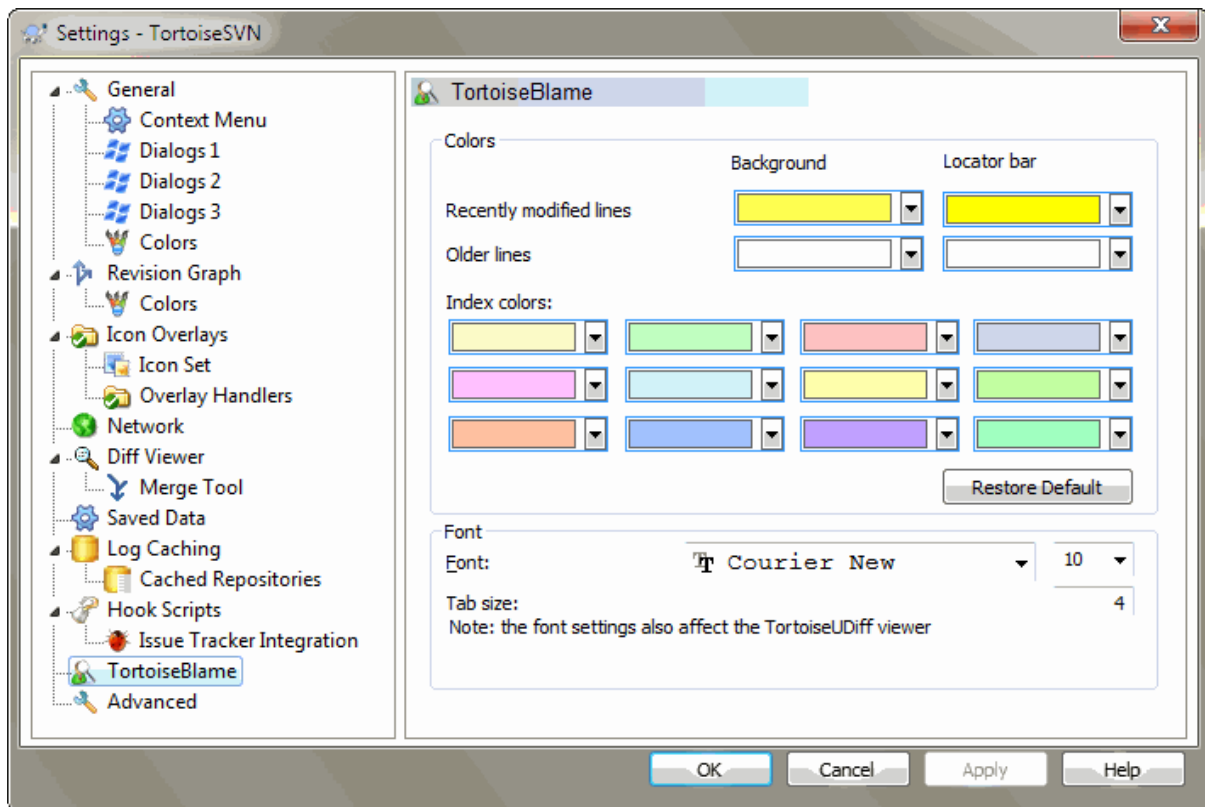 Settings - TortoiseSVN
General
Context Menu
Dialogs 1
Dialogs 2
Dialogs 3
Colors
Revision Graph
Colors
Icon Overlays
Icon Set
Overlay Handlers
Network
Diff Viewer
Merge Tool
Saved Data
Log Caching
Cached Repositories
Hook Scripts
Issue Tracker Integration
TortoiseBlame
Advanced
TortoiseBlame
Colors
Background Locator bar
Recently modified lines
Older lines
Index colors:
Restore Default
Font
Font: Courier New 10
Tab size: 4
Note: the font settings also affect the TortoiseUDiff viewer
OK Cancel Apply Help